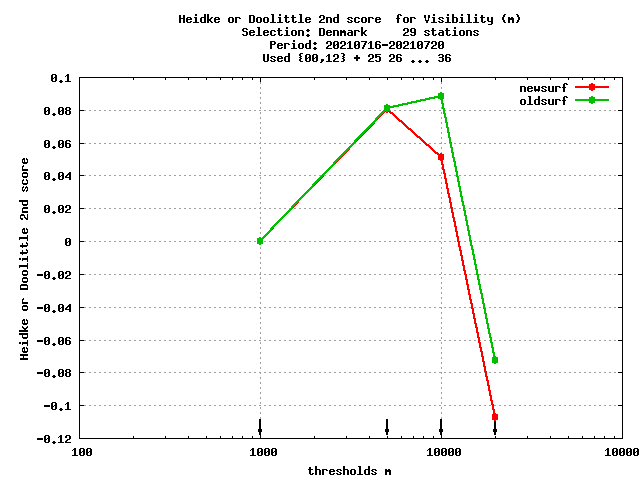 Heidke or Doolittle 2nd score  for Visibility (m)
Selection: Denmark     29 stations
Period: 20210716-20210720
Used {00,12} + 25 26 ... 36
newsurf
oldsurf
Heidke or Doolittle 2nd score
0.1
0.08
0.06
0.04
0.02
0
-0.02
-0.04
-0.06
-0.08
-0.1
-0.12
100 1000 10000 10000
thresholds m